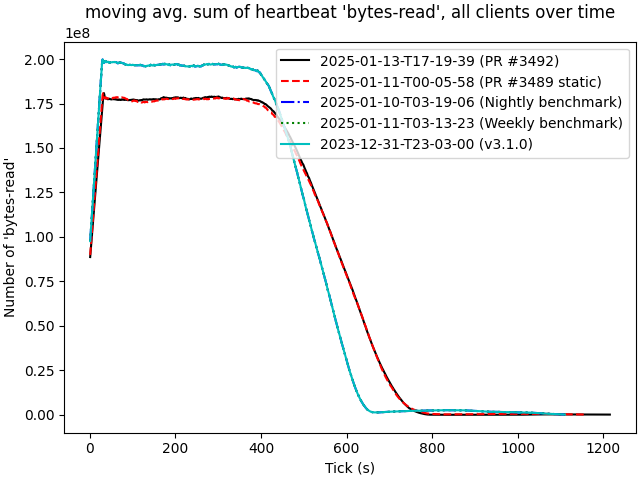 moving avg. sum of heartbeat 'bytes-read', all clients over time
1e8
2.00
1.75
1.50
1.25
1.00
0.75
0.50
0.25
0.00
Number of 'bytes-read'
2025-01-13-T17-19-39 (PR #3492)
2025-01-11-T00-05-58 (PR #3489 static)
2025-01-10-T03-19-06 (Nightly benchmark)
2025-01-11-T03-13-23 (Weekly benchmark)
2023-12-31-T23-03-00 (v3.1.0)
0 200 400 600 800 1000 1200
Tick (s)